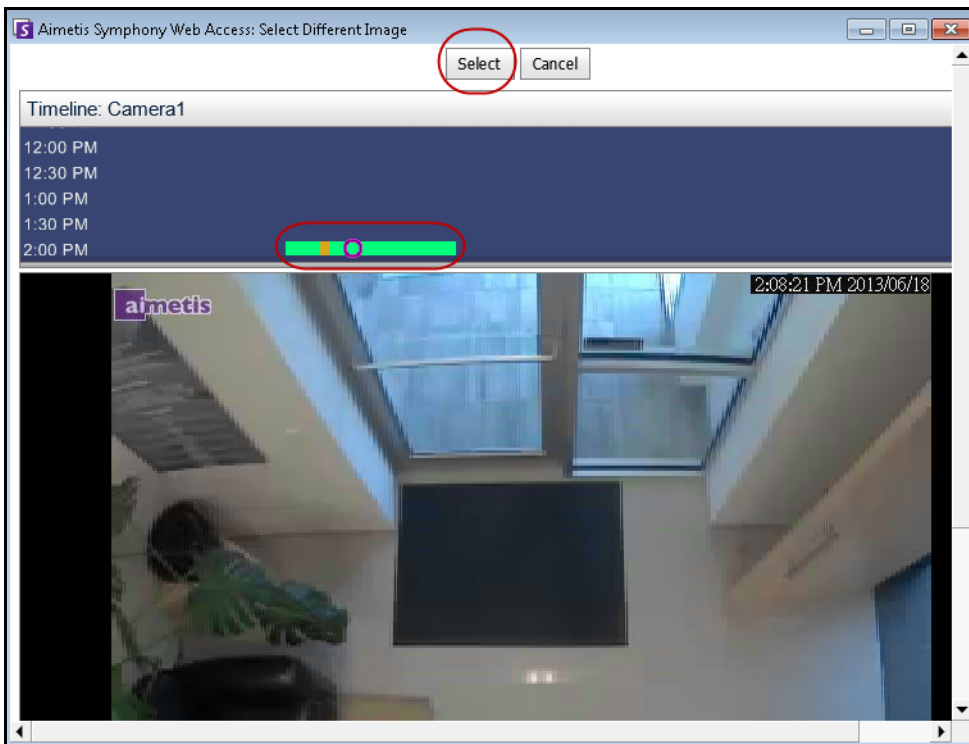 Aimetis Symphony Web Access: Select Different Image
Select Cancel
Timeline: Camera1
12:00 PM
12:30 PM
1:00 PM
1:30 PM
2:00 PM
aimetis
2:08:21 PM 2013/06/18